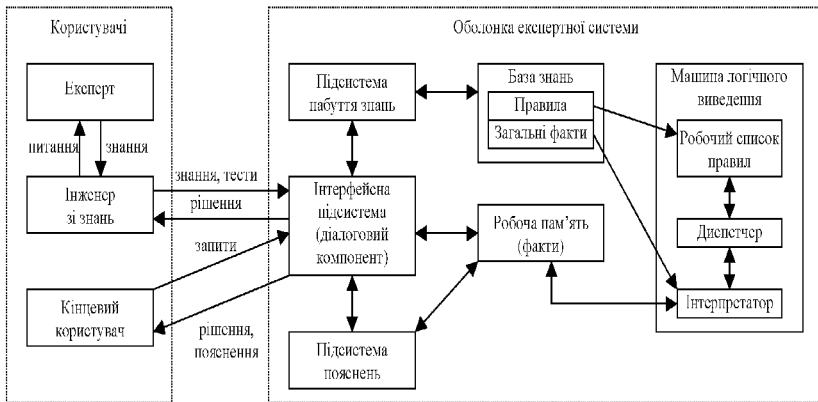 Користувачі
Експерт
питання
знання
Інженер
зі знань
Кінцевий
користувач
знання, тести
рішення
запити
рішення,
пояснення
Оболонка експертної системи
Підсистема
набуття знань
Інтерфейсна
підсистема
(діалоговий
компонент)
Підсистема
пояснень
База знань
Правила
Загальні факти
Робоча пам’ять
(факти)
Машина логічного
виведення
Робочий список
правил
Диспетчер
Інтерпретатор